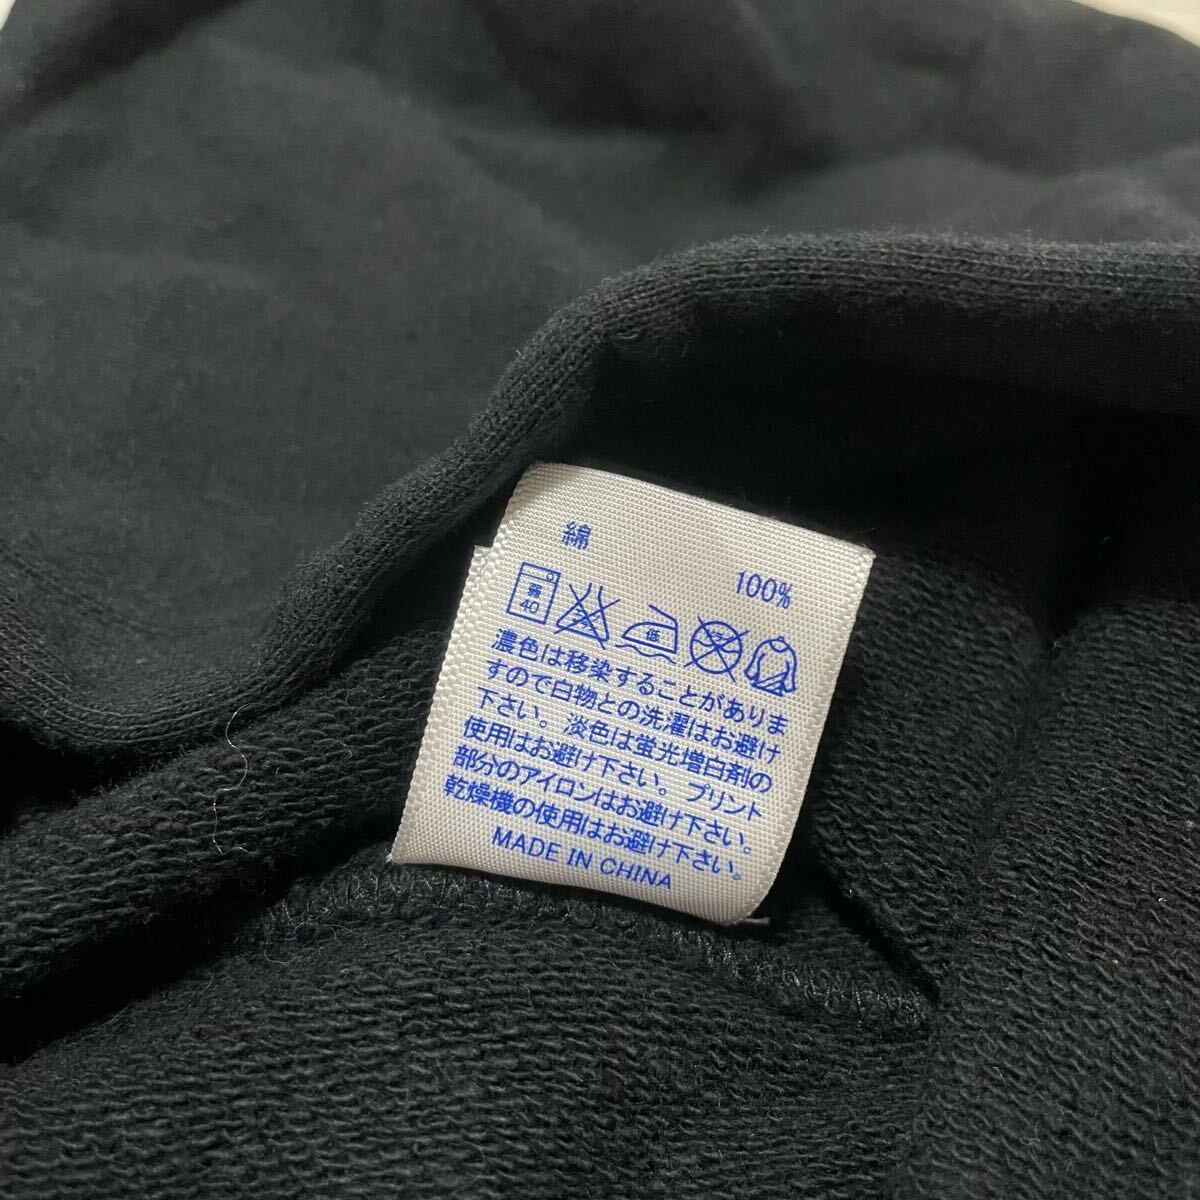 綿
100%
弱
40
低
濃色は移染することがありま
すので白物との洗濯はお避け
下さい。淡色は蛍光増白剤の
使用はお避け下さい。プリント
部分のアイロンはお避け下さい。
乾燥機の使用はお避け下さい。
MADE IN CHINA